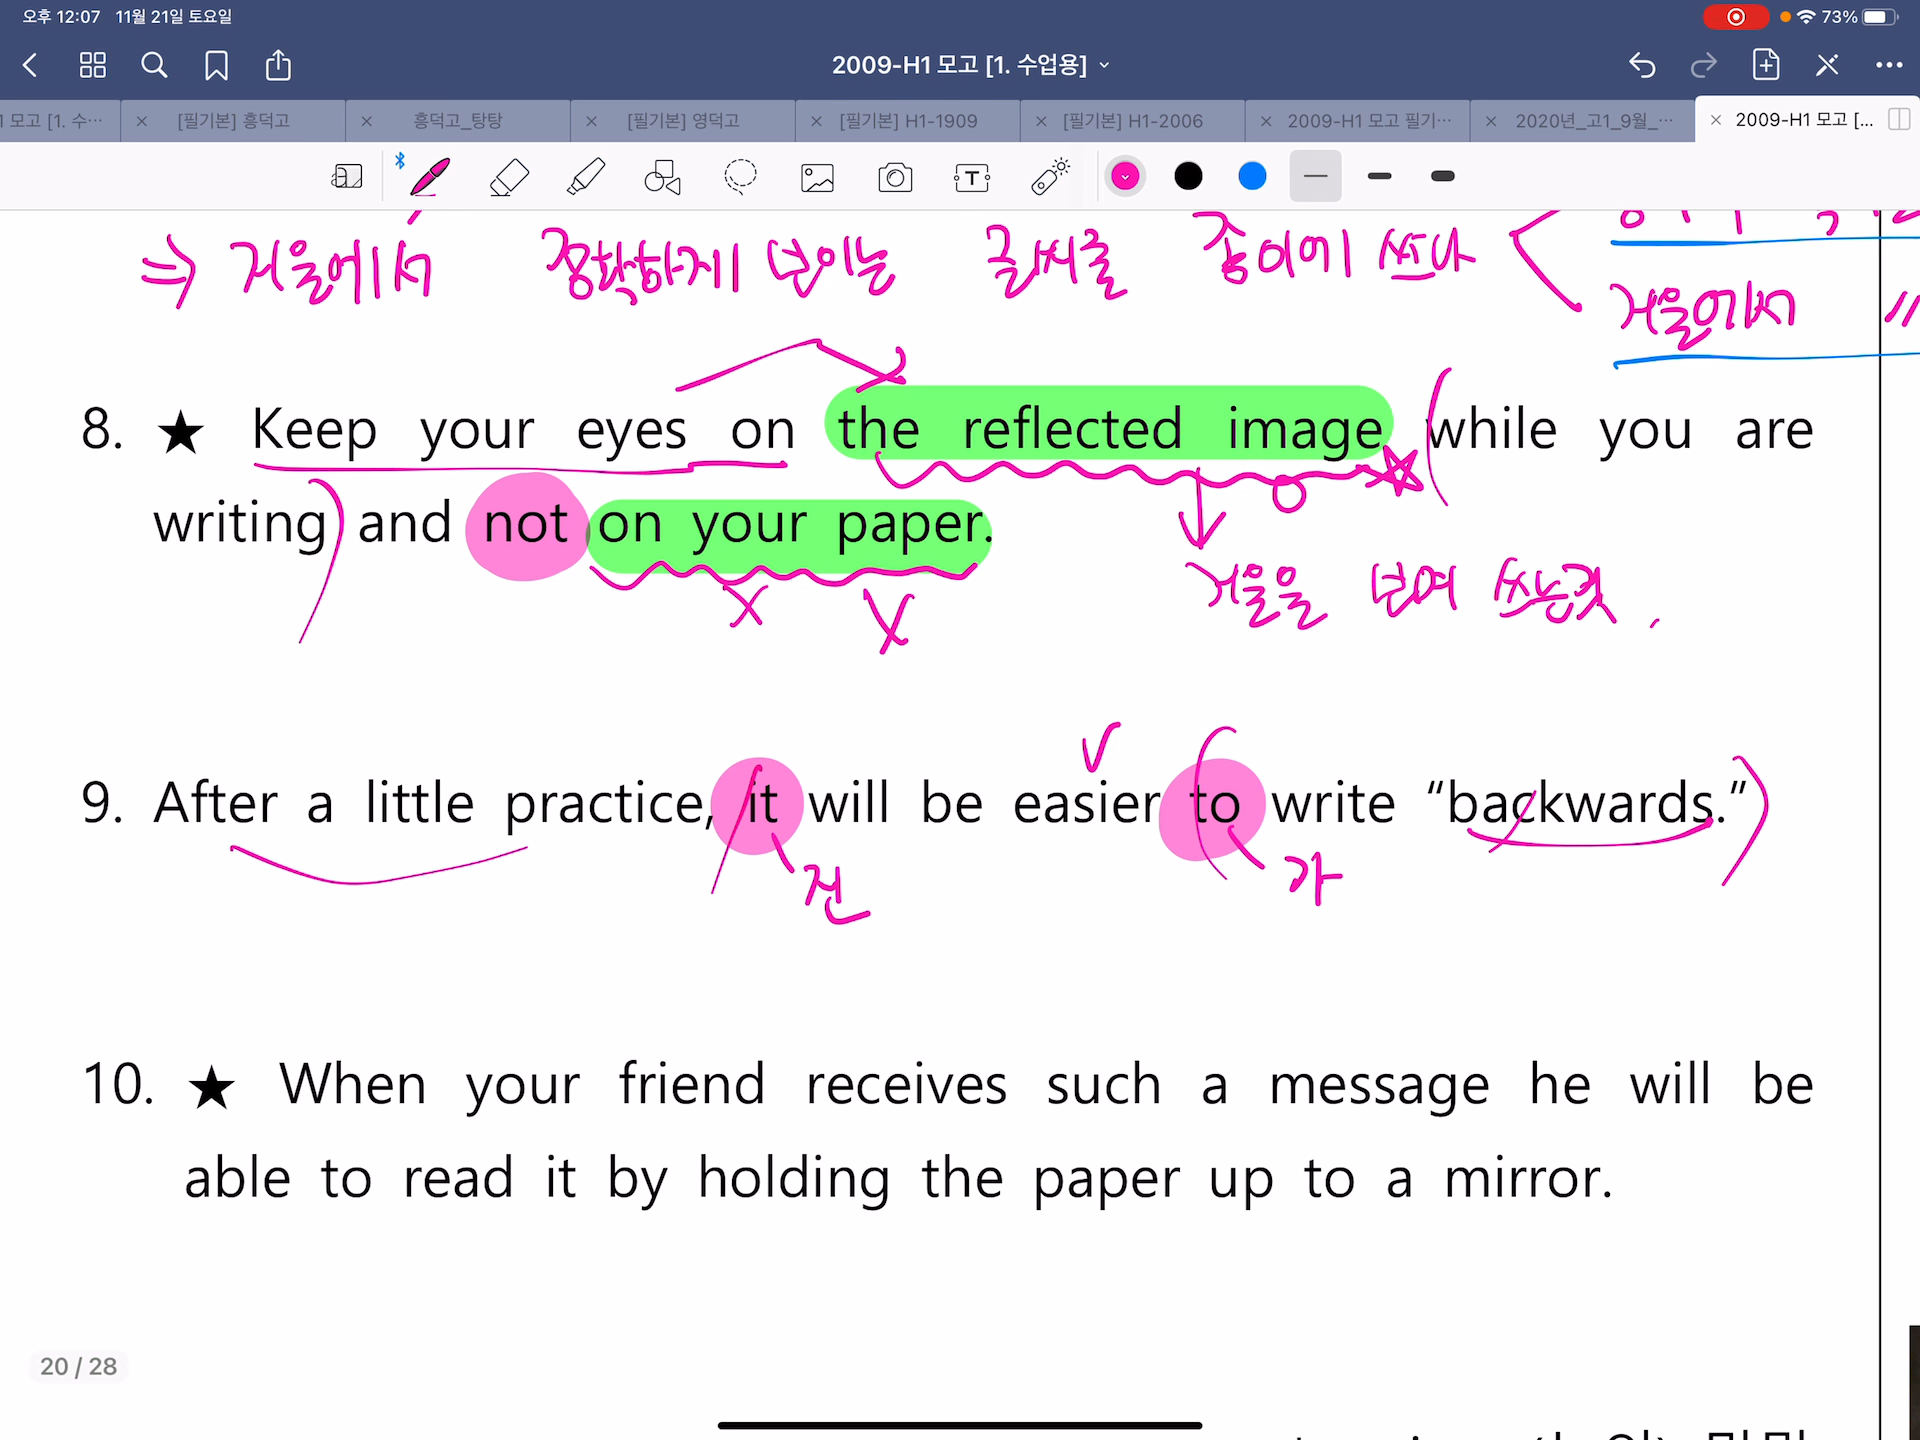 오후 12:07 11월 21일 토요일
73%
2009-H1 모고 [1. 수업용]
모고 [1. 수…
[필기본] 흥덕고
흥덕고_탕탕
[필기본] 영덕고
[필기본] H1-1909
[필기본] H1-2006
2009-H1 모고 필기…
2020년_고1_9월_…
2009-H1 모고 [...
⇒ 거울에서 정확하게 보이는 글씨를 종이에 쓰나
거울에서 "
8. ★ Keep your eyes on the reflected image while you are
writing and not on your paper.
X X
거울을 보며 쓰는 것.
9. After a little practice, it will be easier to write “backwards.”
진 가
10. ★ When your friend receives such a message he will be
able to read it by holding the paper up to a mirror.
20 / 28